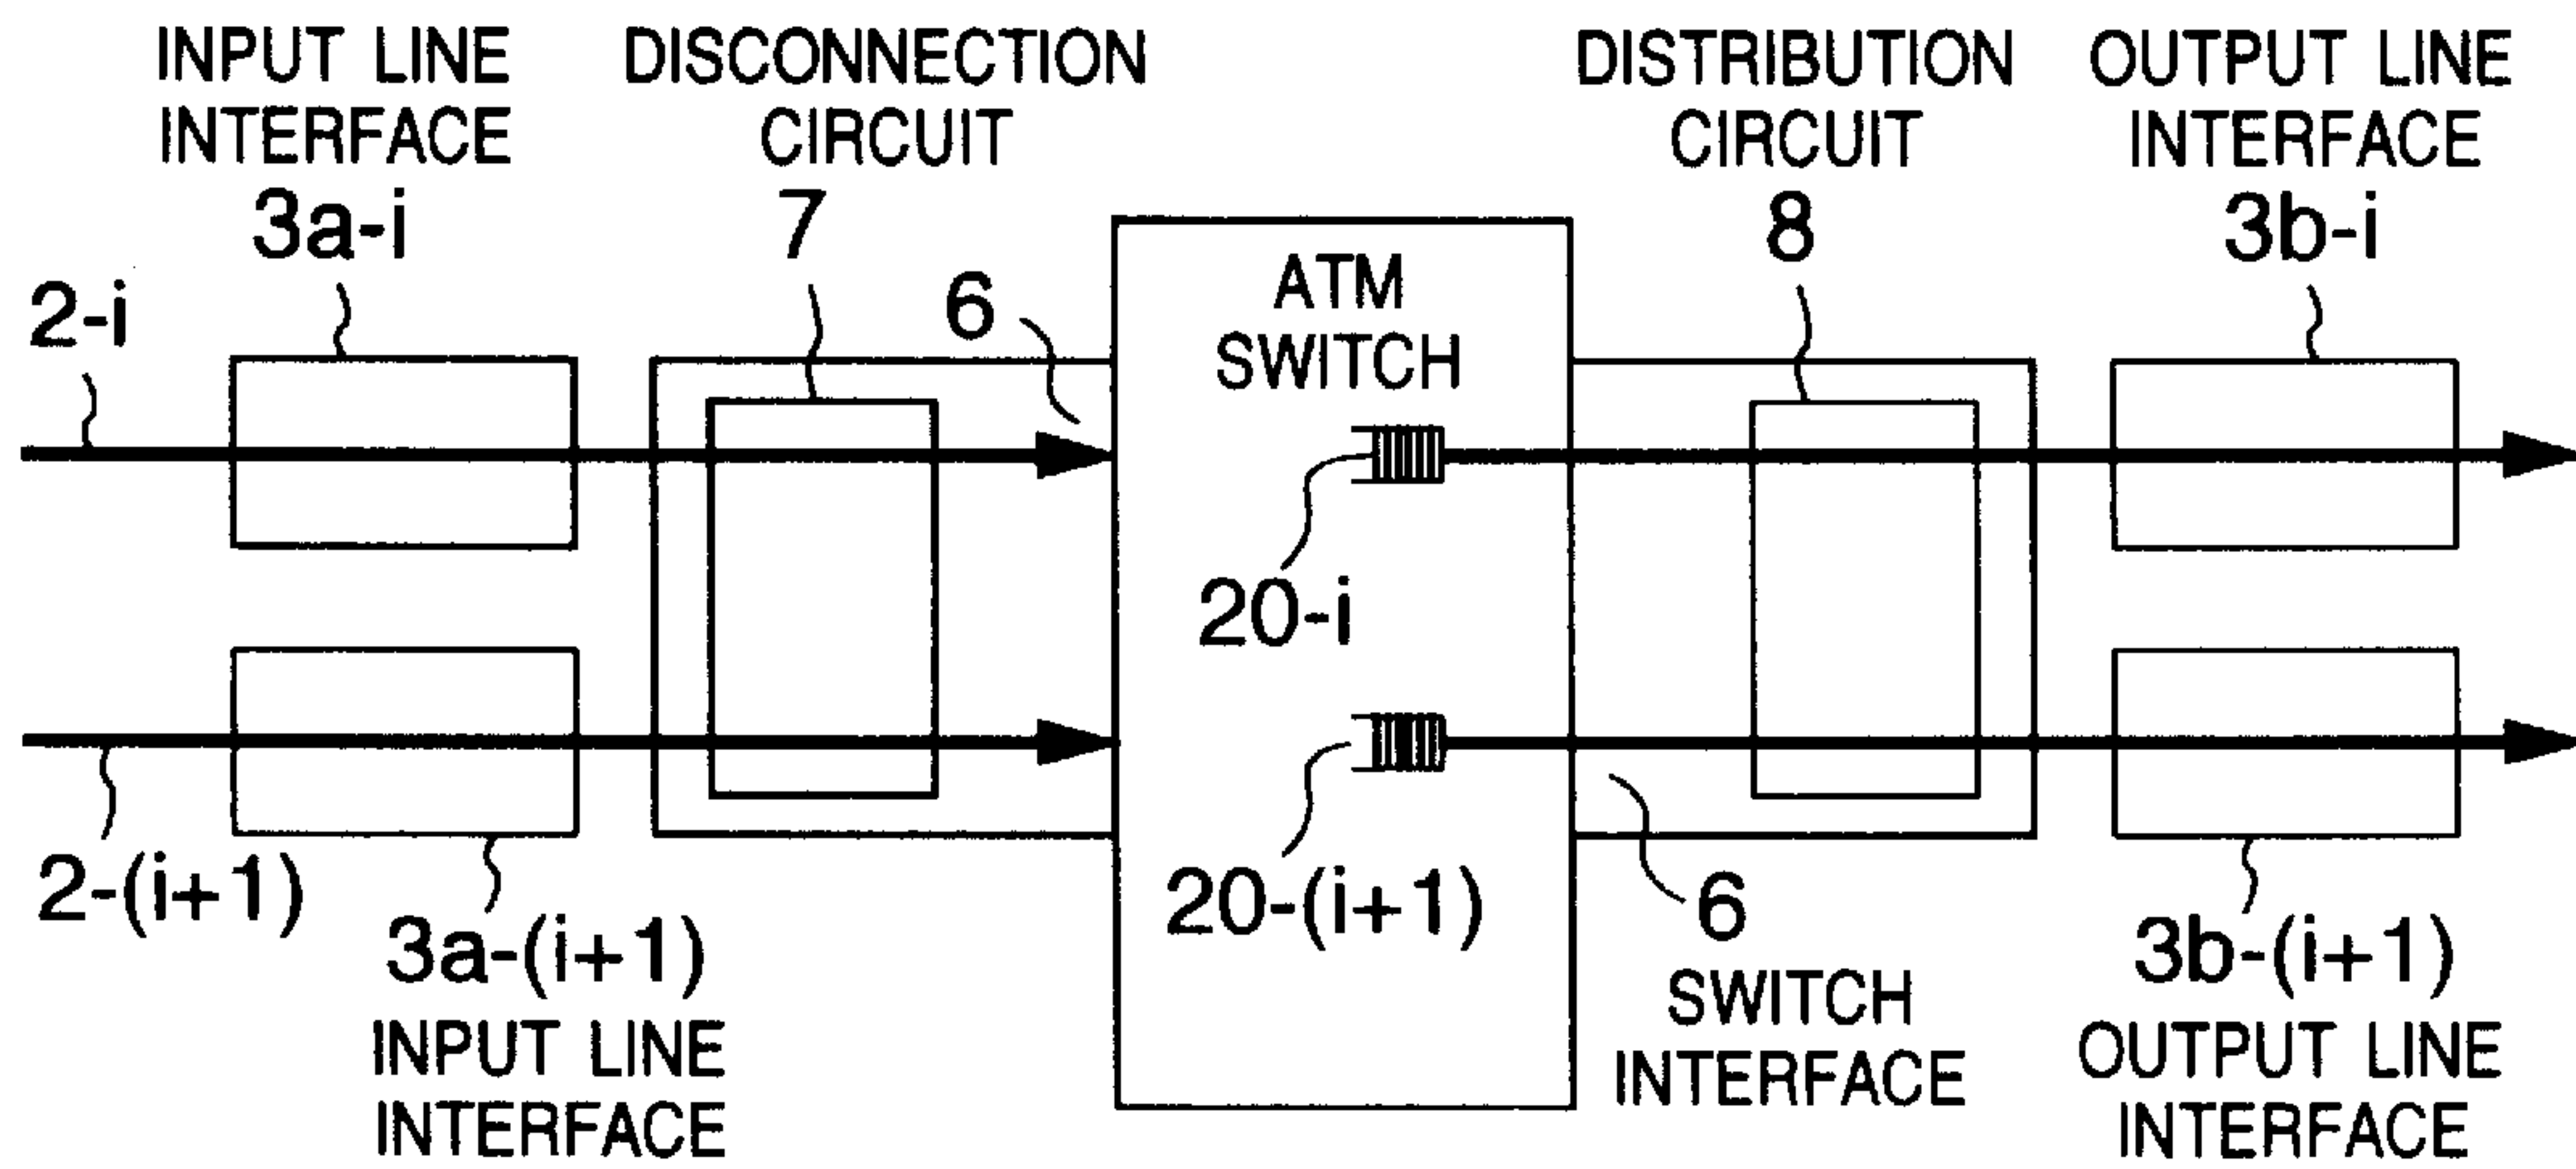 INPUT LINE
INTERFACE
3a-i
DISCONNECTION
CIRCUIT
7
DISTRIBUTION
CIRCUIT
8
OUTPUT LINE
INTERFACE
3b-i
2-i
6
ATM
SWITCH
20-i
2-(i+1)
3a-(i+1)
INPUT LINE
INTERFACE
20-(i+1)
6
SWITCH
INTERFACE
3b-(i+1)
OUTPUT LINE
INTERFACE